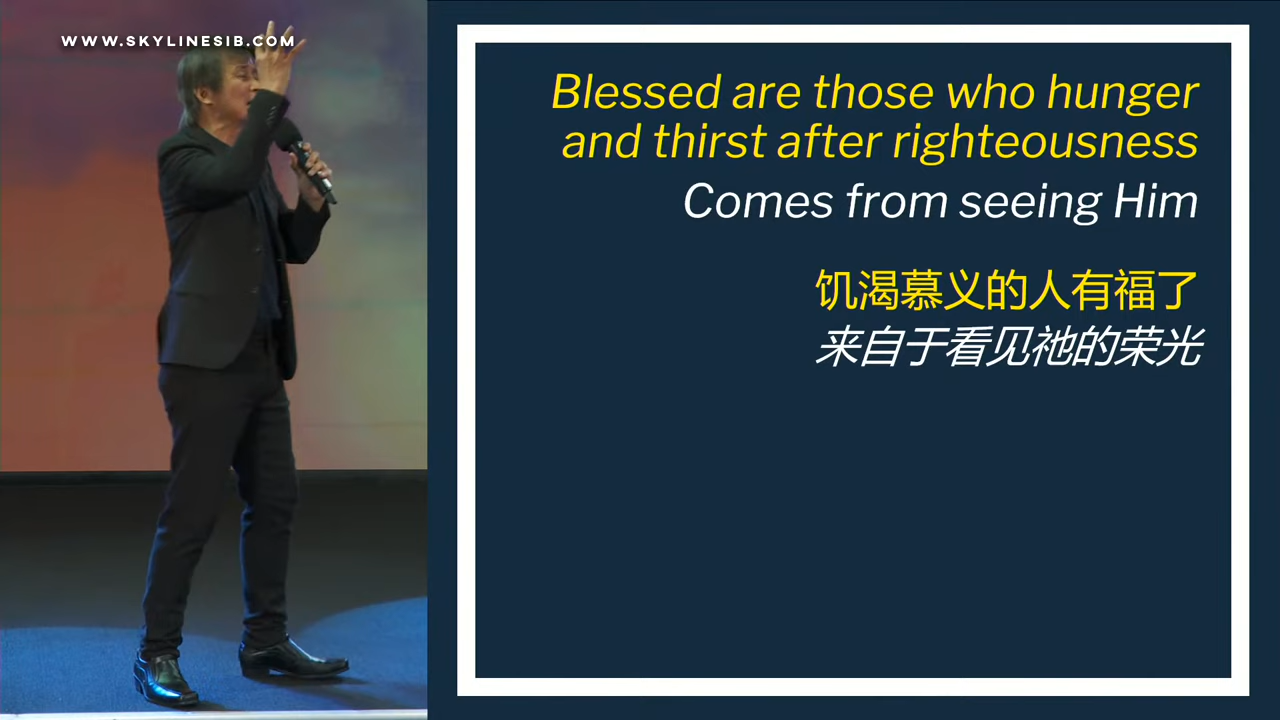 WWW.SKYLINESIB.COM
Blessed are those who hunger
and thirst after righteousness
Comes from seeing Him
饥渴慕义的人有福了
来自于看见祂的荣光